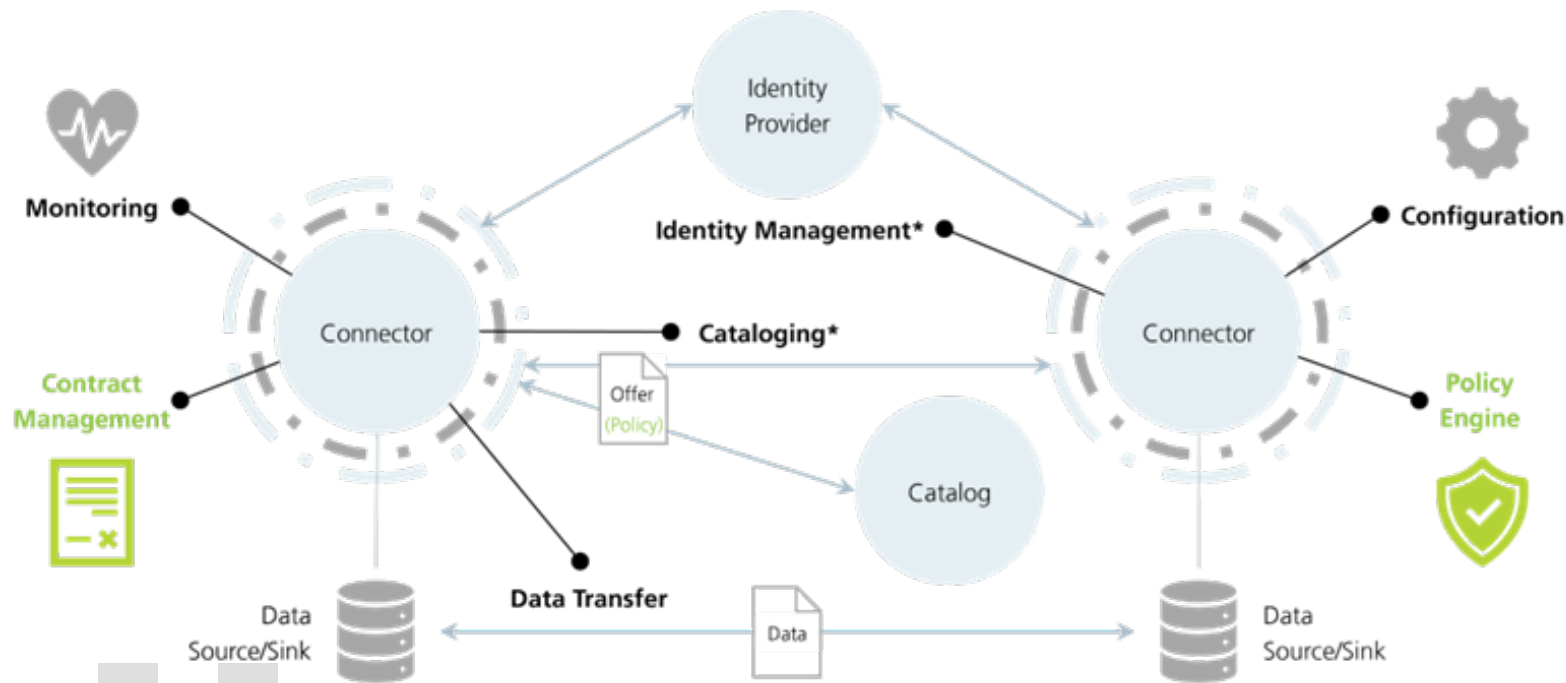 Identity
Provider
Monitoring
Identity Management*
Configuration
Connector
Cataloging*
Connector
Contract
Management
Offer
(Policy)
Policy
Engine
Catalog
Data Transfer
Data
Source/Sink
Data
Data
Source/Sink